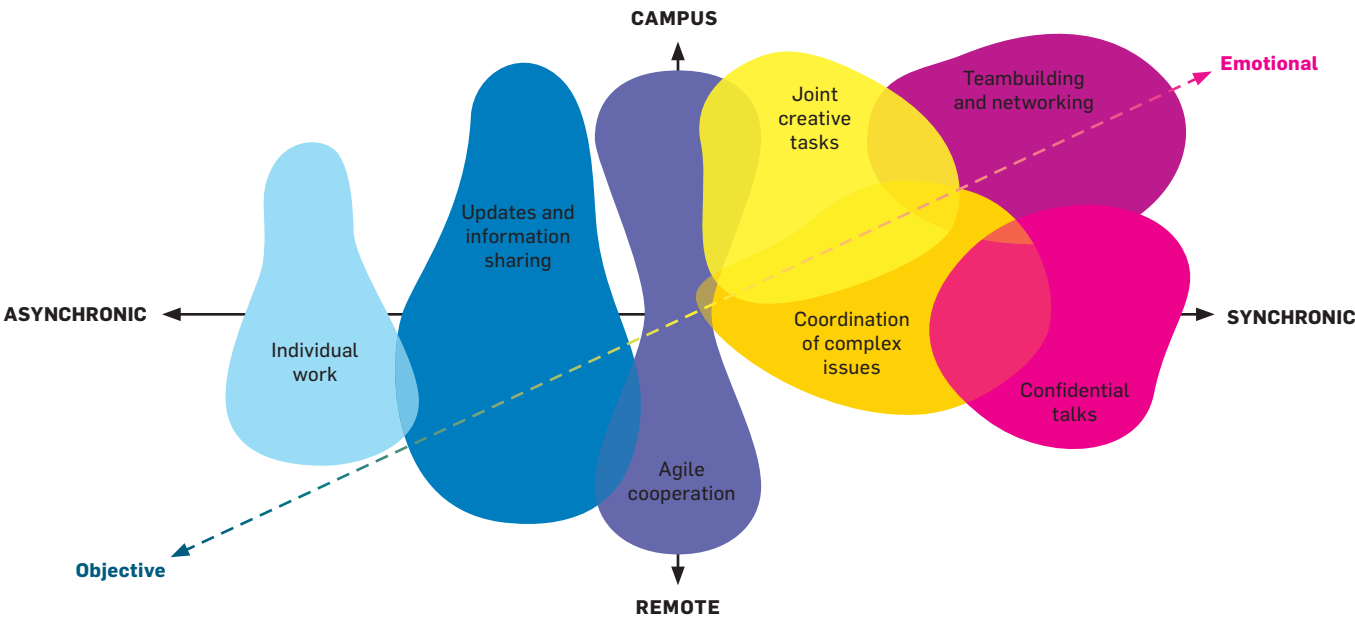 CAMPUS
Emotional
Teambuilding
and networking
Joint
creative
tasks
Updates and
information
sharing
ASYNCHRONIC
SYNCHRONIC
Individual
work
Coordination
of complex
issues
Confidential
talks
Agile
cooperation
Objective
REMOTE